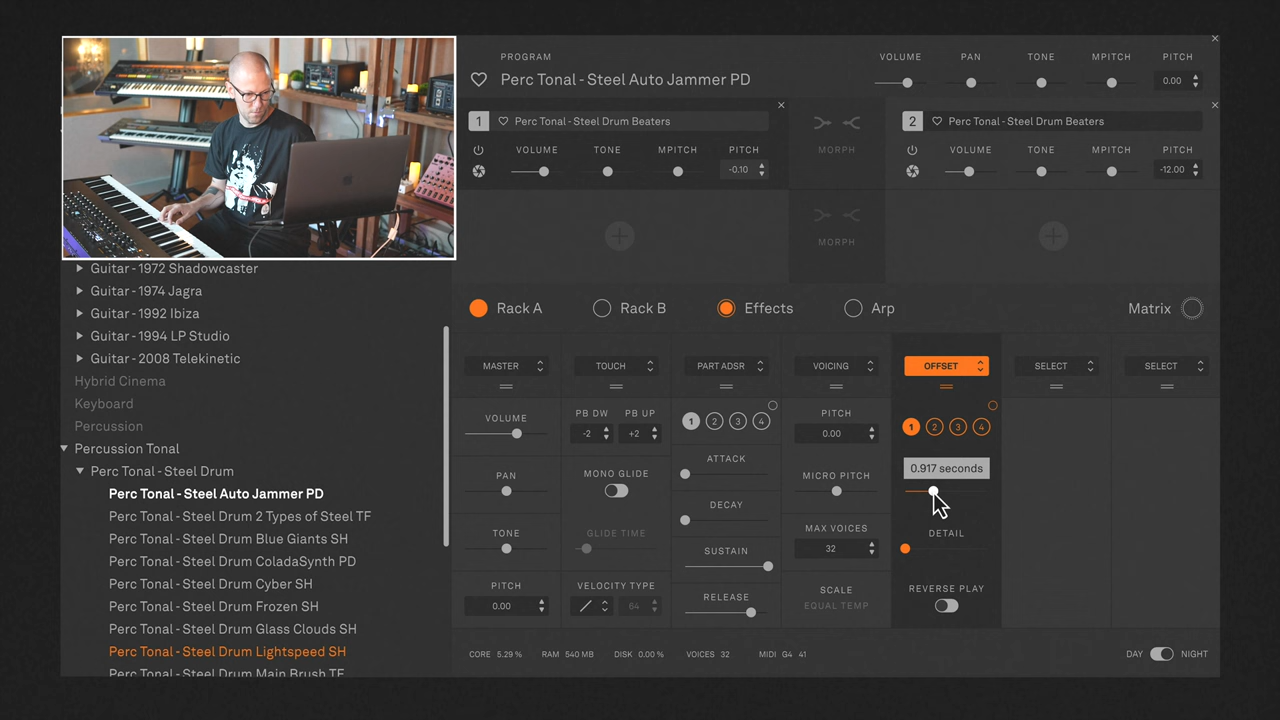 PROGRAM
Perc Tonal - Steel Auto Jammer PD
VOLUME PAN TONE MPITCH PITCH
0.00
1 Perc Tonal - Steel Drum Beaters
VOLUME TONE MPITCH PITCH
-0.10
MORPH
2 Perc Tonal - Steel Drum Beaters
VOLUME TONE MPITCH PITCH
-12.00
MORPH
Guitar - 1972 Shadowcaster
Guitar - 1974 Jagra
Guitar - 1992 Ibiza
Guitar - 1994 LP Studio
Guitar - 2008 Telekinetic
Hybrid Cinema
Keyboard
Percussion
Percussion Tonal
Perc Tonal - Steel Drum
Perc Tonal - Steel Auto Jammer PD
Perc Tonal - Steel Drum 2 Types of Steel TF
Perc Tonal - Steel Drum Blue Giants SH
Perc Tonal - Steel Drum ColadaSynth PD
Perc Tonal - Steel Drum Cyber SH
Perc Tonal - Steel Drum Frozen SH
Perc Tonal - Steel Drum Glass Clouds SH
Perc Tonal - Steel Drum Lightspeed SH
Perc Tonal - Steel Drum Main Brush TF
Rack A Rack B Effects Arp Matrix
MASTER TOUCH PART ADSR VOICING OFFSET SELECT SELECT
VOLUME
PAN
TONE
PITCH
0.00
PB DW PB UP
-2 +2
MONO GLIDE
GLIDE TIME
VELOCITY TYPE
64
1 2 3 4
ATTACK
DECAY
SUSTAIN
RELEASE
PITCH
0.00
MICRO PITCH
MAX VOICES
32
SCALE
EQUAL TEMP
1 2 3 4
0.917 seconds
DETAIL
REVERSE PLAY
CORE 5.29 % RAM 540 MB DISK 0.00 % VOICES 32 MIDI G4 41
DAY NIGHT